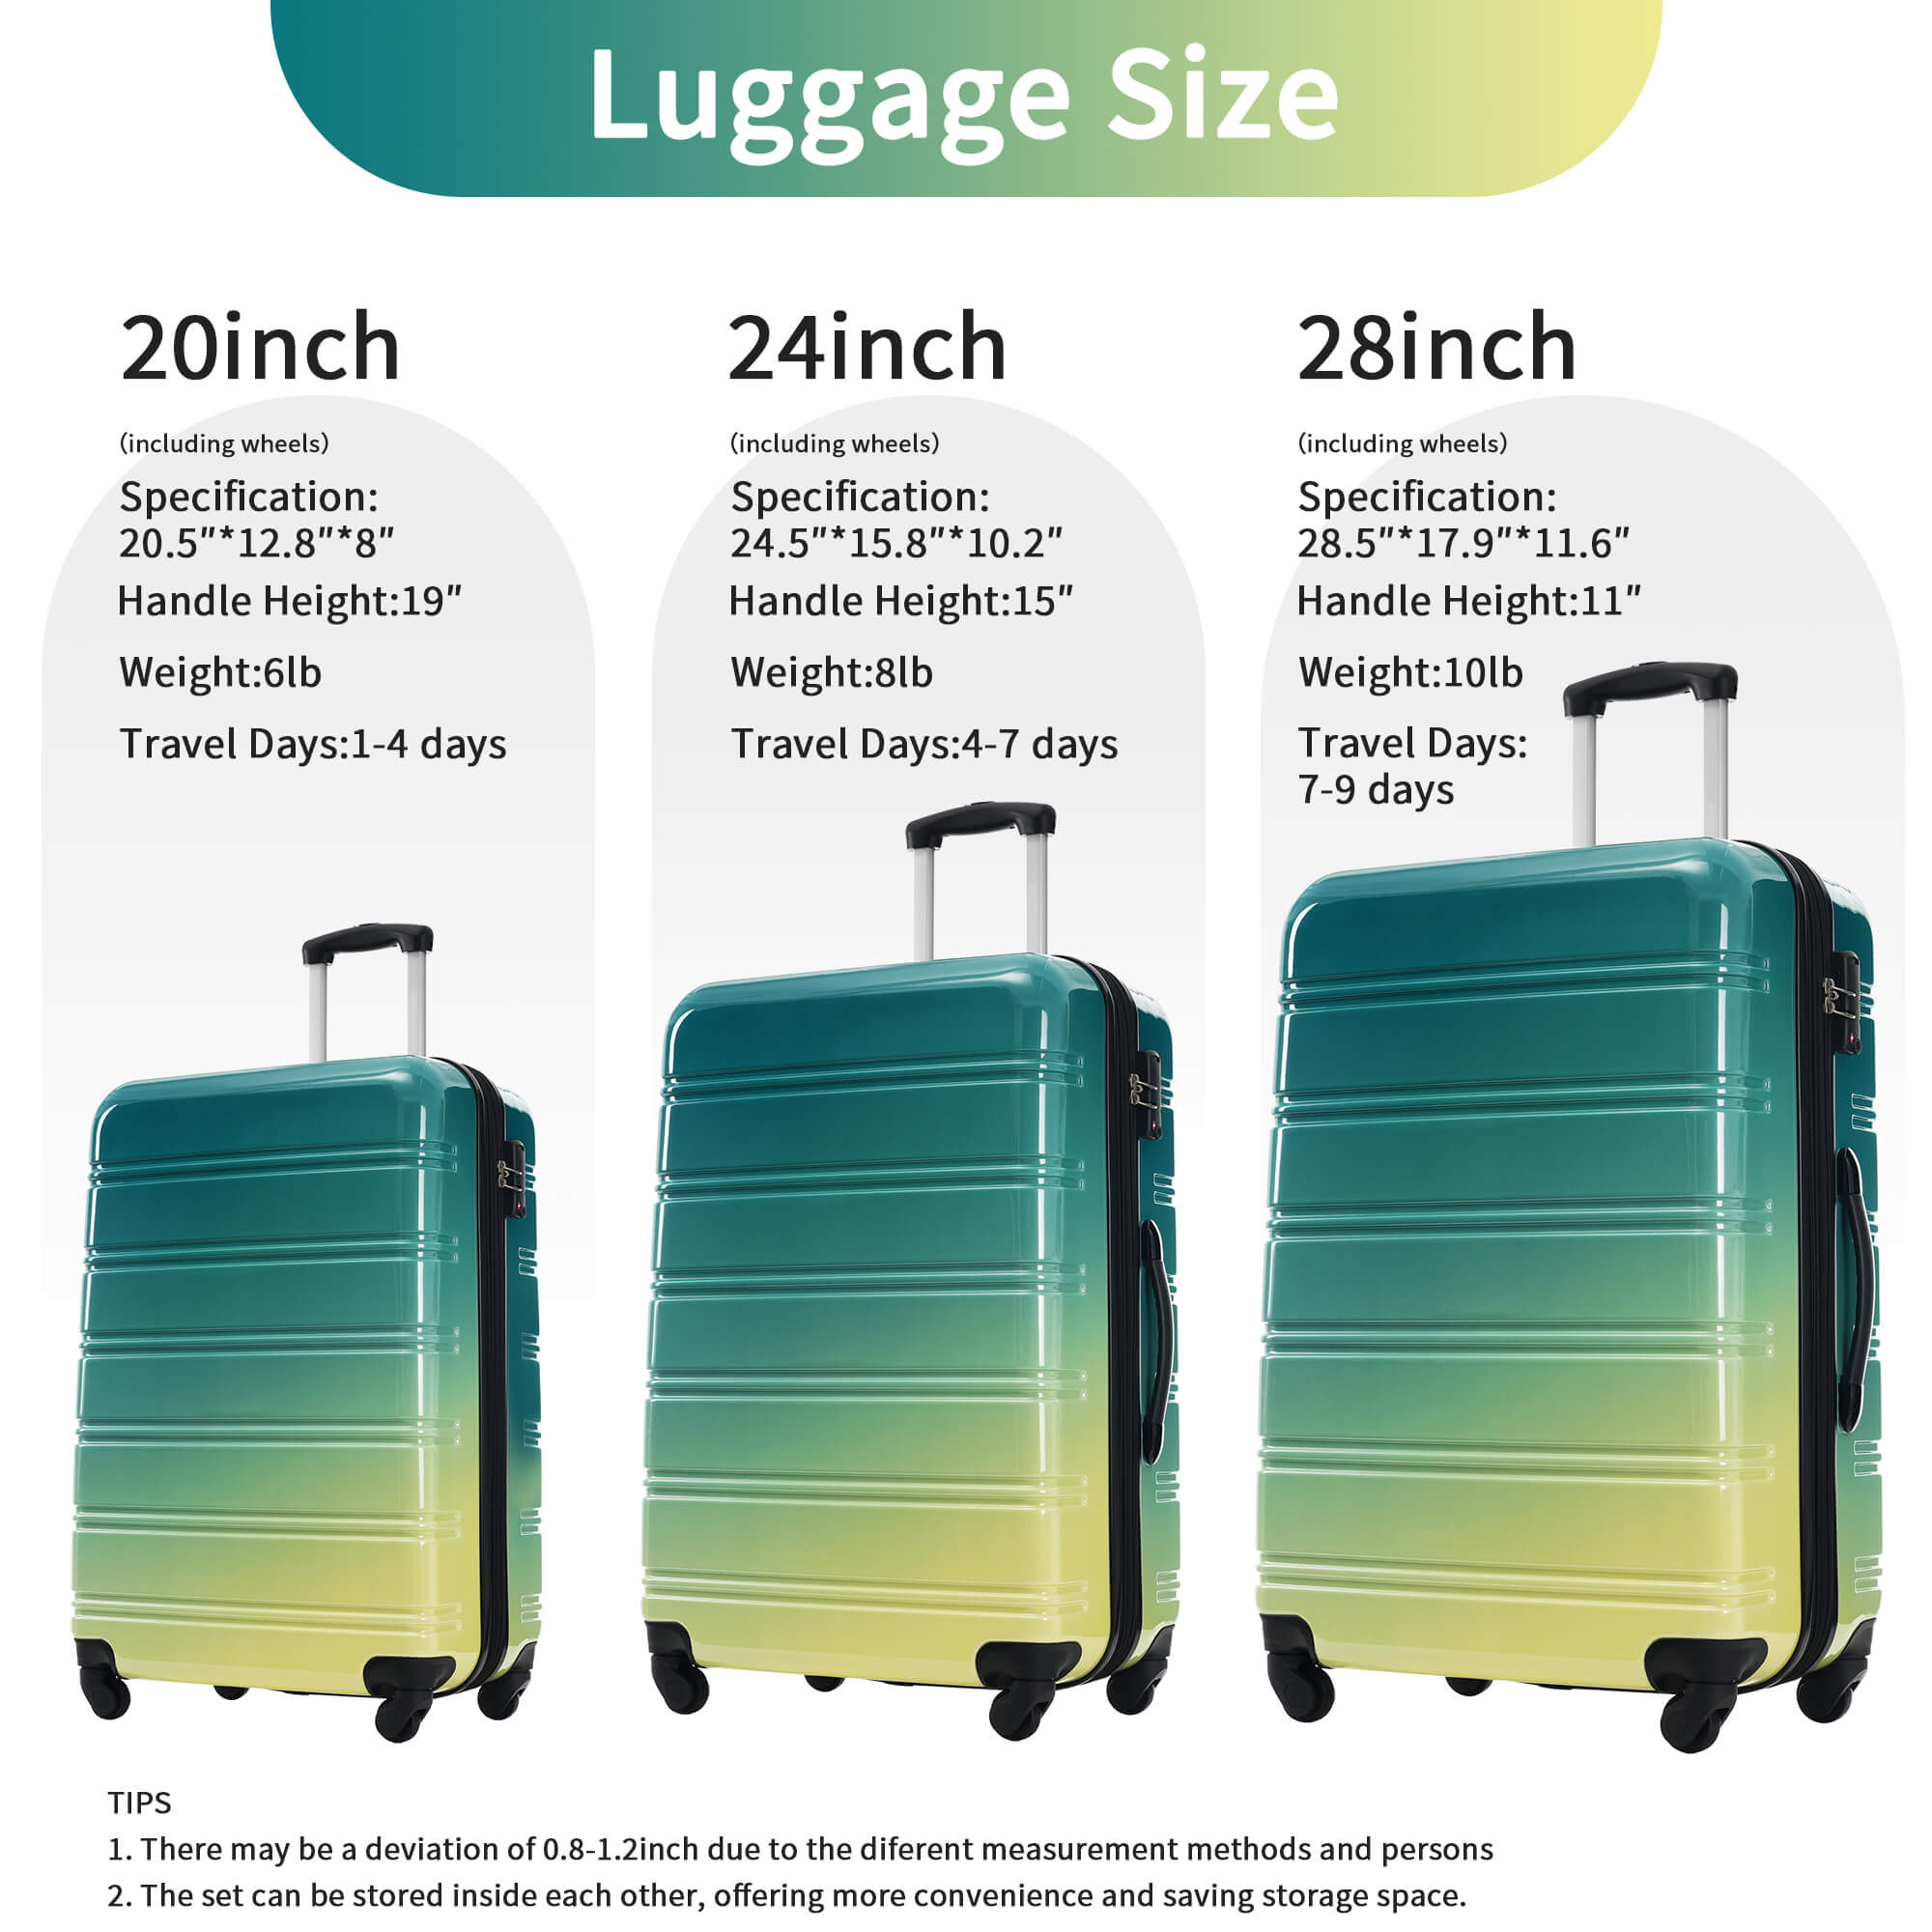 Luggage Size
20inch
(including wheels)
Specification:
20.5"*12.8"*8"
Handle Height:19"
Weight:6lb
Travel Days:1-4 days
24inch
(including wheels)
Specification:
24.5"*15.8"*10.2"
Handle Height:15"
Weight:8lb
Travel Days:4-7 days
28inch
(including wheels)
Specification:
28.5"*17.9"*11.6"
Handle Height:11"
Weight:10lb
Travel Days:
7-9 days
TIPS
1. There may be a deviation of 0.8-1.2inch due to the diferent measurement methods and persons
2. The set can be stored inside each other, offering more convenience and saving storage space.